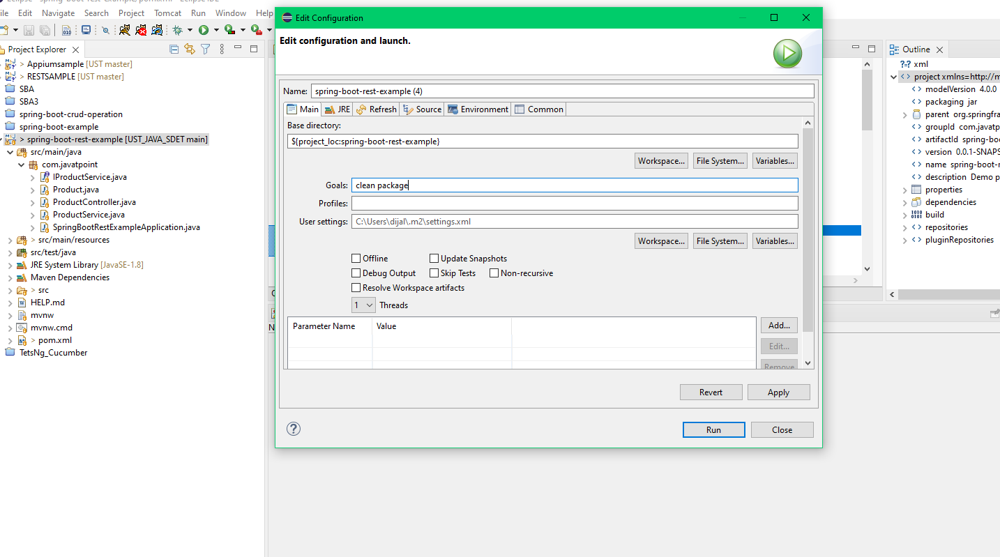 Edit Navigate Search Project Tomcat Run Window Help
Project Explorer
> Appiumsample [UST master]
> RESTSAMPLE [UST master]
SBA
SBA3
spring-boot-crud-operation
spring-boot-example
> spring-boot-rest-example [UST_JAVA_SDET main]
src/main/java
com.javatpoint
IProductService.java
Product.java
ProductController.java
ProductService.java
SpringBootRestExampleApplication.java
> src/main/resources
src/test/java
JRE System Library [JavaSE-1.8]
Maven Dependencies
> src
HELP.md
mvnw
mvnw.cmd
> pom.xml
TetsNg_Cucumber
Edit Configuration
Edit configuration and launch.
Name: spring-boot-rest-example (4)
Main JRE Refresh Source Environment Common
Base directory:
${project_loc:spring-boot-rest-example}
Workspace... File System... Variables...
Goals: clean package
Profiles:
User settings: C:\Users\dijal\.m2\settings.xml
Workspace... File System... Variables...
Offline Update Snapshots
Debug Output Skip Tests Non-recursive
Resolve Workspace artifacts
1 Threads
Parameter Name Value
Add...
Edit...
Remove
Revert Apply
Run Close
Outline
?-? xml
project xmlns=http://m
modelVersion 4.0.0
packaging jar
parent org.springfra
groupId com.javatp
artifactId spring-boo
version 0.0.1-SNAPS
name spring-boot-r
description Demo p
properties
dependencies
build
repositories
pluginRepositories